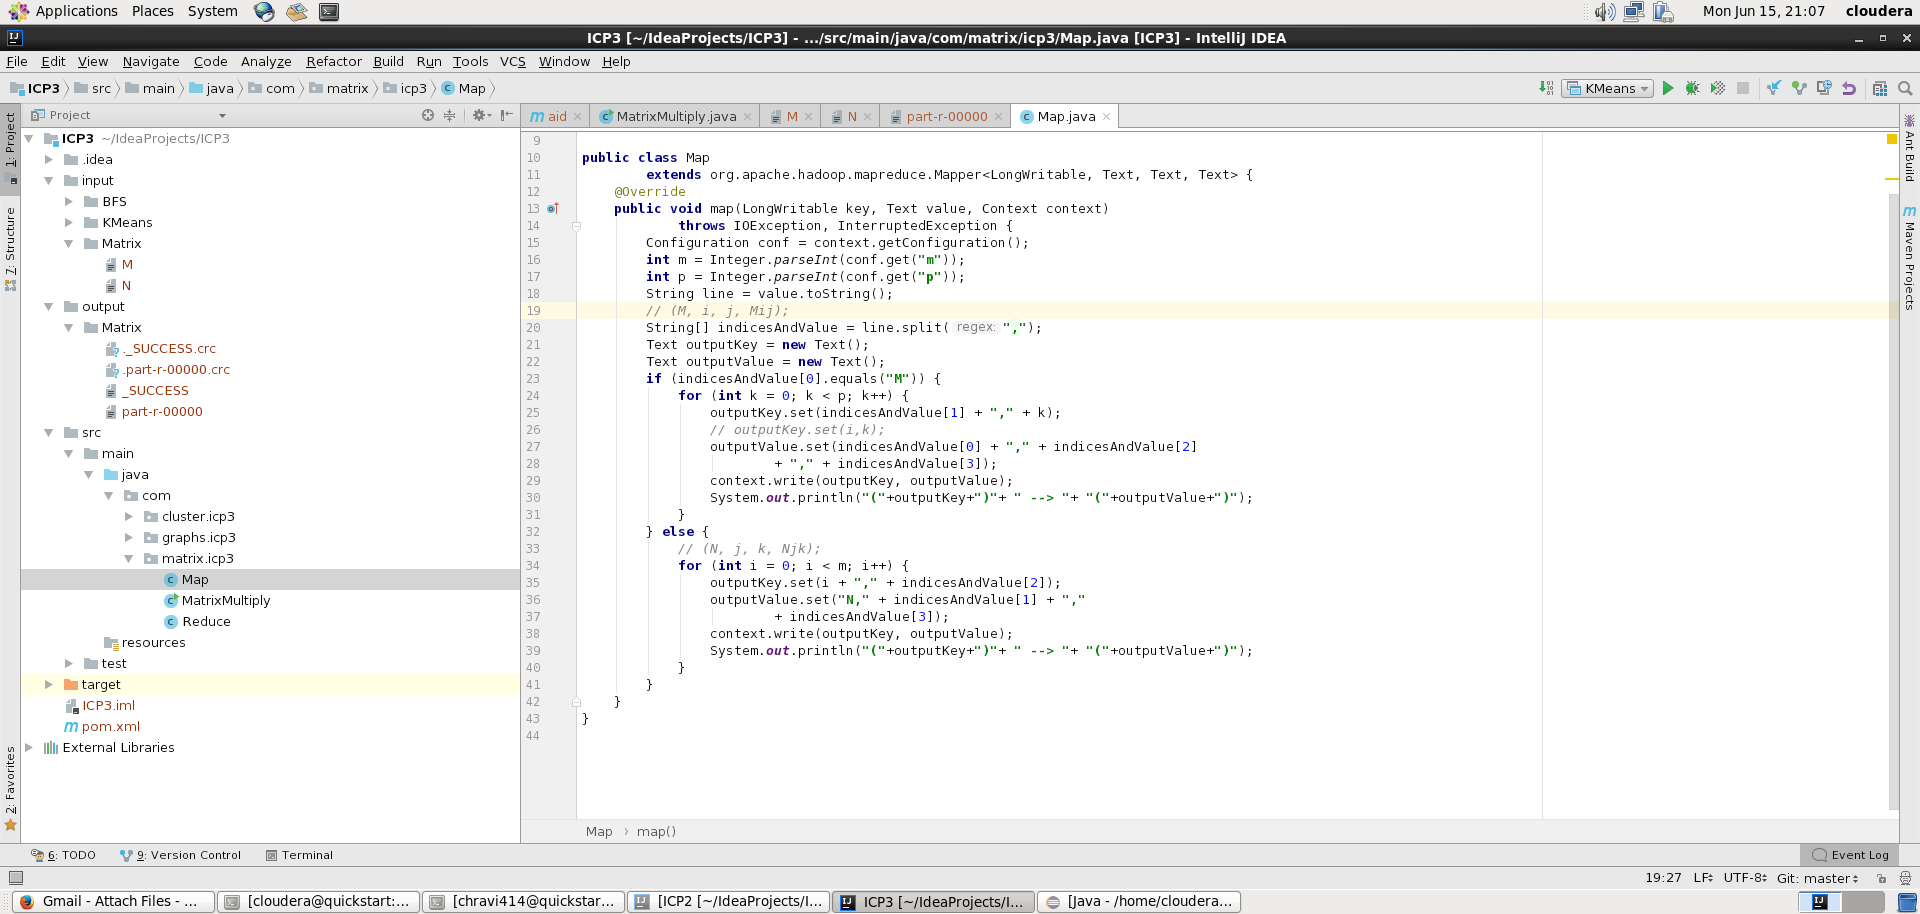 Applications Places System
Mon Jun 15, 21:07 cloudera
ICP3 [~/IdeaProjects/ICP3] - .../src/main/java/com/matrix/icp3/Map.java [ICP3] - IntelliJ IDEA
File Edit View Navigate Code Analyze Refactor Build Run Tools VCS Window Help
ICP3 src main java com matrix icp3 Map
KMeans
Project
aid MatrixMultiply.java M N part-r-00000 Map.java
1: Project
7: Structure
2: Favorites
ICP3 ~/IdeaProjects/ICP3
.idea
input
BFS
KMeans
Matrix
M
N
output
Matrix
._SUCCESS.crc
.part-r-00000.crc
_SUCCESS
part-r-00000
src
main
java
com
cluster.icp3
graphs.icp3
matrix.icp3
Map
MatrixMultiply
Reduce
resources
test
target
ICP3.iml
pom.xml
External Libraries
9
10 public class Map
11 extends org.apache.hadoop.mapreduce.Mapper<LongWritable, Text, Text, Text> {
12 @Override
13 public void map(LongWritable key, Text value, Context context)
14 throws IOException, InterruptedException {
15 Configuration conf = context.getConfiguration();
16 int m = Integer.parseInt(conf.get("m"));
17 int p = Integer.parseInt(conf.get("p"));
18 String line = value.toString();
19 // (M, i, j, Mij);
20 String[] indicesAndValue = line.split( regex: ",");
21 Text outputKey = new Text();
22 Text outputValue = new Text();
23 if (indicesAndValue[0].equals("M")) {
24 for (int k = 0; k < p; k++) {
25 outputKey.set(indicesAndValue[1] + "," + k);
26 // outputKey.set(i,k);
27 outputValue.set(indicesAndValue[0] + "," + indicesAndValue[2]
28 + "," + indicesAndValue[3]);
29 context.write(outputKey, outputValue);
30 System.out.println("("+outputKey+")"+ " --> "+ "("+outputValue+")");
31 }
32 } else {
33 // (N, j, k, Njk);
34 for (int i = 0; i < m; i++) {
35 outputKey.set(i + "," + indicesAndValue[2]);
36 outputValue.set("N," + indicesAndValue[1] + ","
37 + indicesAndValue[3]);
38 context.write(outputKey, outputValue);
39 System.out.println("("+outputKey+")"+ " --> "+ "("+outputValue+")");
40 }
41 }
42 }
43 }
44
Map › map()
Ant Build
m Maven Projects
6: TODO 9: Version Control Terminal Event Log
19:27 LF UTF-8 Git: master
Gmail - Attach Files - ... [cloudera@quickstart:... [chravi414@quickstar... [ICP2 [~/IdeaProjects/I... ICP3 [~/IdeaProjects/I... [Java - /home/cloudera...